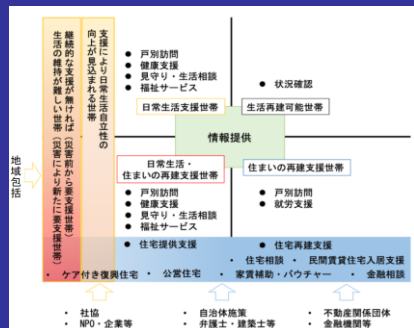 継続的な支援が無ければ
生活の維持が難しい世帯(災害前から要支援世帯)
(災害により新たに要支援世帯)
支援により日常生活自立性の
向上が見込まれる世帯
● 戸別訪問
● 健康支援
● 見守り・生活相談
● 福祉サービス
● 状況確認
日常生活支援世帯
生活再建可能世帯
情報提供
日常生活・
住まいの再建支援世帯
住まいの再建支援世帯
地域包括
● 戸別訪問
● 健康支援
● 見守り・生活相談
● 福祉サービス
● 戸別訪問
● 就労支援
● 住宅提供支援
● 住宅再建支援
• 住宅相談 • 民間賃貸住宅入居支援
• ケア付き復興住宅 • 公営住宅 • 家賃補助・バウチャー • 金融相談
• 社協
• NPO・企業等
• 自治体施策
• 弁護士・建築士等
• 不動産関係団体
• 金融機関等